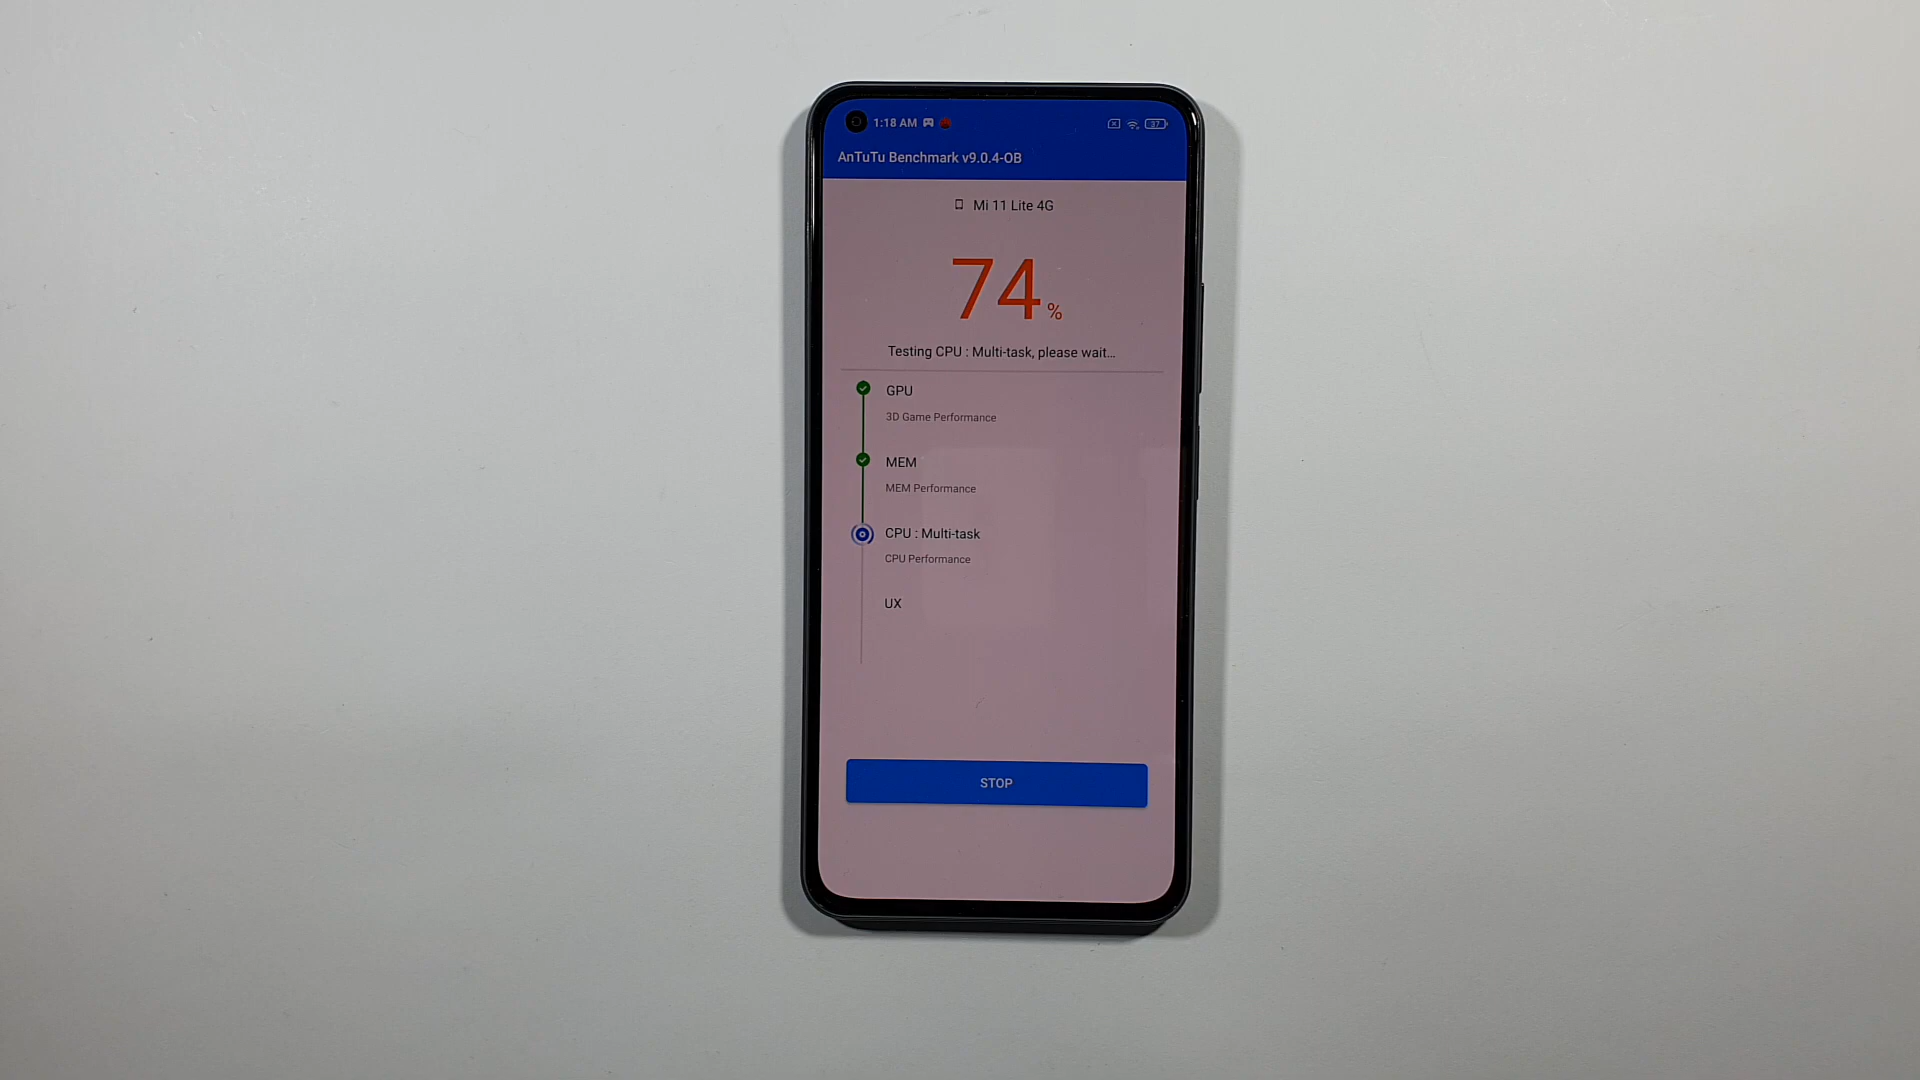 1:18 AM
37
AnTuTu Benchmark v9.0.4-OB
Mi 11 Lite 4G
74%
Testing CPU : Multi-task, please wait...
GPU
3D Game Performance
MEM
MEM Performance
CPU : Multi-task
CPU Performance
UX
STOP